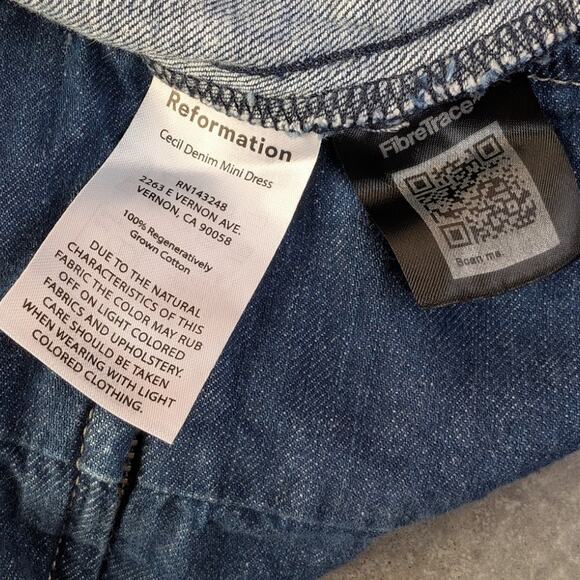 Reformation
Cecil Denim Mini Dress
RN143248
2263 E VERNON AVE.
VERNON, CA 90058
100% Regeneratively
Grown Cotton
DUE TO THE NATURAL
CHARACTERISTICS OF THIS
FABRIC THE COLOR MAY RUB
OFF ON LIGHT COLORED
FABRICS AND UPHOLSTERY.
CARE SHOULD BE TAKEN
WHEN WEARING WITH LIGHT
COLORED CLOTHING.
FibreTrace
Scan me.